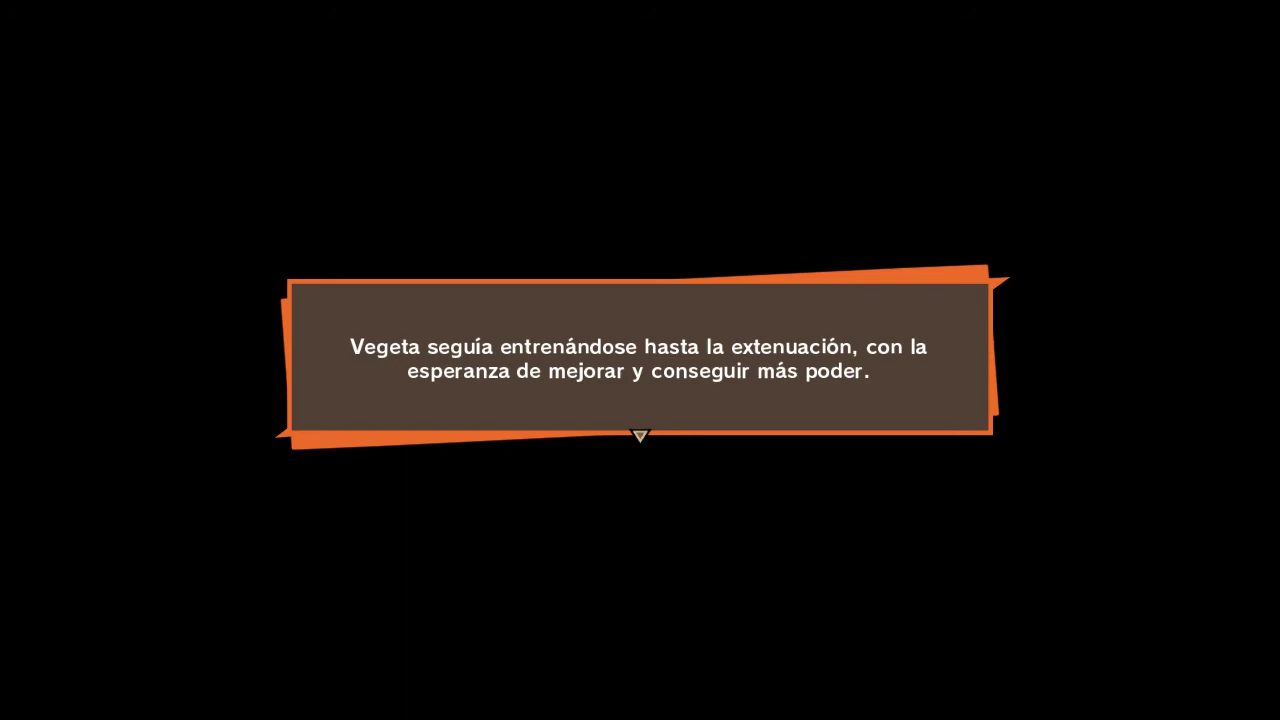 Vegeta seguía entrenándose hasta la extenuación, con la
esperanza de mejorar y conseguir más poder.